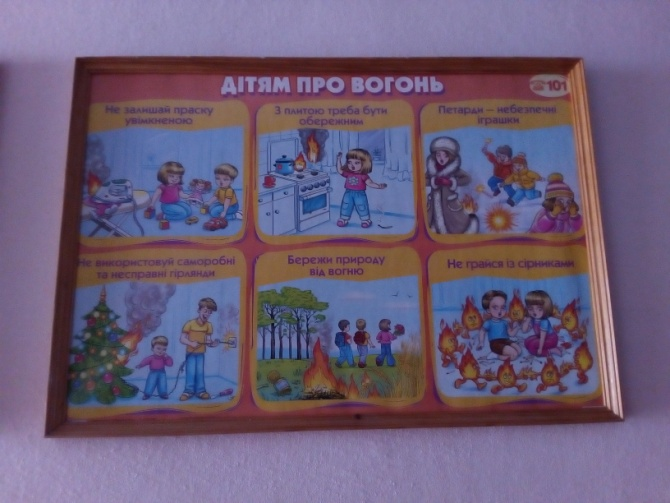 ДІТЯМ ПРО ВОГОНЬ
101
Не залишай праску
увімкненою
З плитою треба бути
обережним
Петарди – небезпечні
іграшки
Не використовуй саморобні
та несправні гірлянди
Бережи природу
від вогню
Не грайся із сірниками